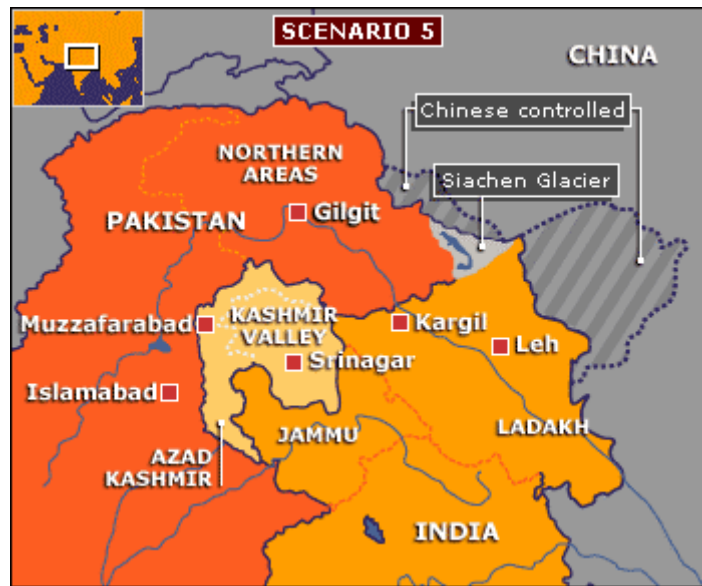 SCENARIO 5
CHINA
Chinese controlled
NORTHERN
AREAS
Siachen Glacier
PAKISTAN
Gilgit
Muzzafarabad
KASHMIR
VALLEY
Kargil
Srinagar
Leh
Islamabad
JAMMU
LADAKH
AZAD
KASHMIR
INDIA